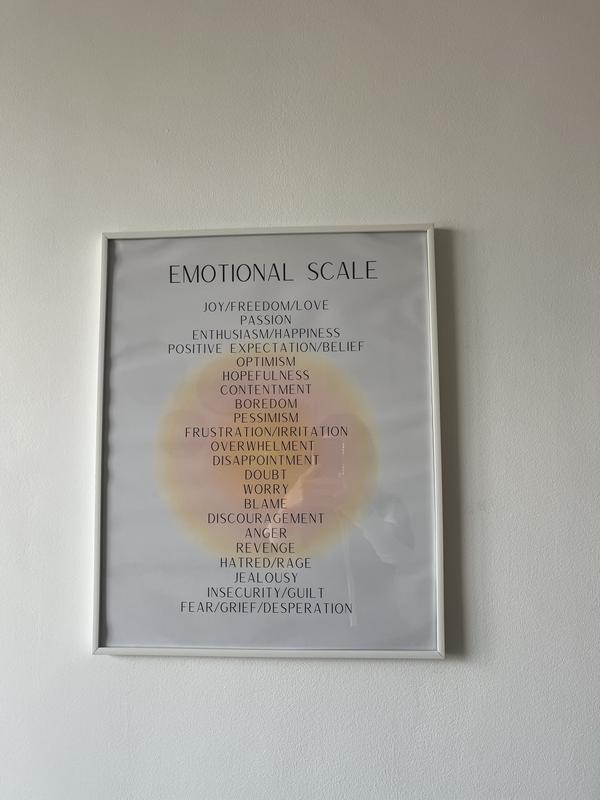 EMOTIONAL SCALE
JOY/FREEDOM/LOVE
PASSION
ENTHUSIASM/HAPPINESS
POSITIVE EXPECTATION/BELIEF
OPTIMISM
HOPEFULNESS
CONTENTMENT
BOREDOM
PESSIMISM
FRUSTRATION/IRRITATION
OVERWHELMENT
DISAPPOINTMENT
DOUBT
WORRY
BLAME
DISCOURAGEMENT
ANGER
REVENGE
HATRED/RAGE
JEALOUSY
INSECURITY/GUILT
FEAR/GRIEF/DESPERATION